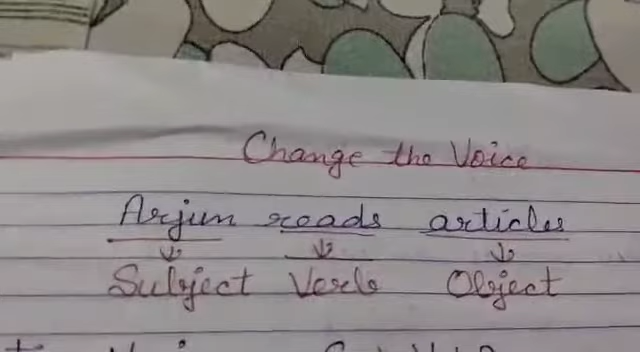 Change the Voice
Arjun reads articles
Subject Verb Object